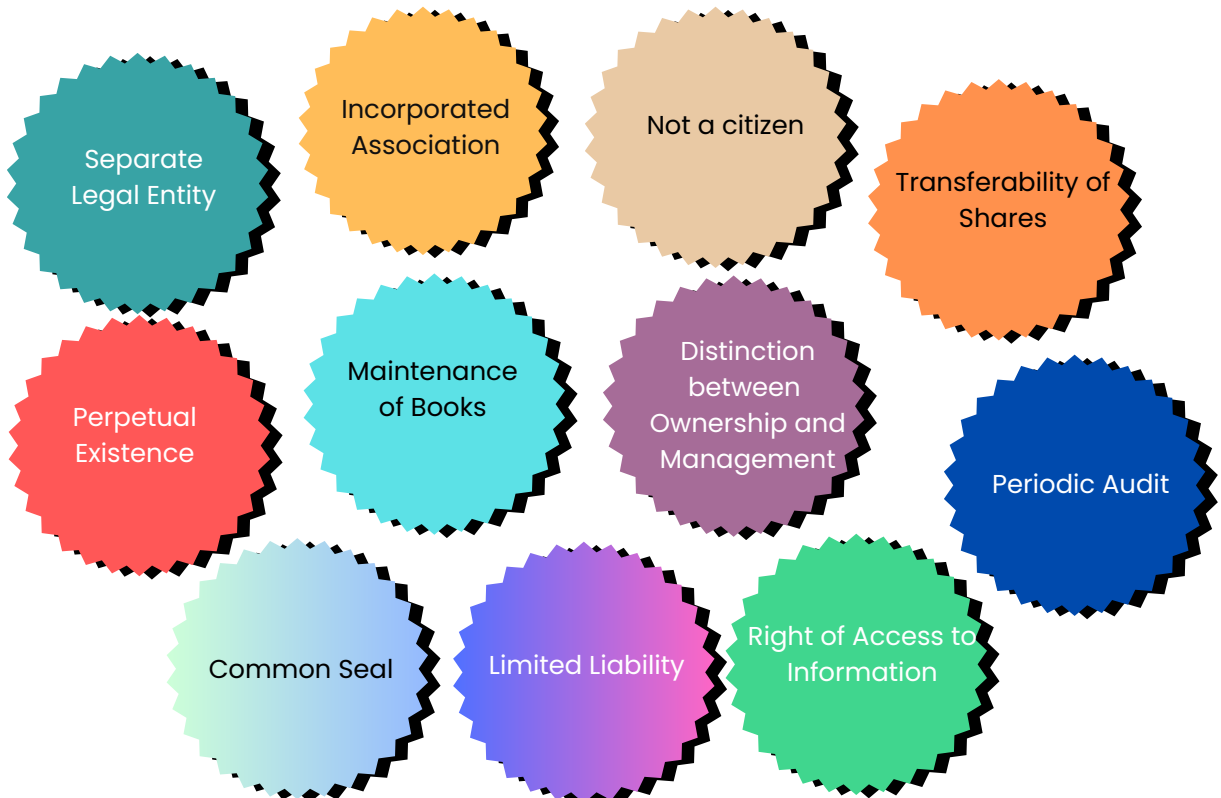 Separate
Legal Entity
Incorporated
Association
Not a citizen
Transferability of
Shares
Perpetual
Existence
Maintenance
of Books
Distinction
between
Ownership and
Management
Periodic Audit
Common Seal
Limited Liability
Right of Access to
Information